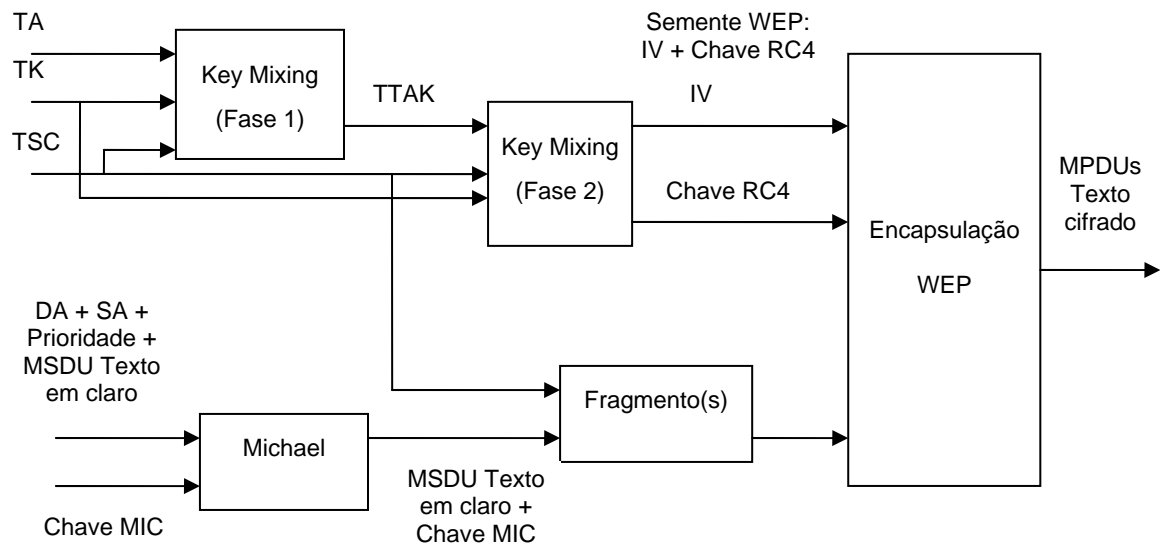 TA
TK
TSC
Key Mixing
(Fase 1)
TTAK
Key Mixing
(Fase 2)
Semente WEP:
IV + Chave RC4
IV
Chave RC4
Encapsulação
WEP
MPDUs
Texto
cifrado
DA + SA +
Prioridade +
MSDU Texto
em claro
Chave MIC
Michael
MSDU Texto
em claro +
Chave MIC
Fragmento(s)